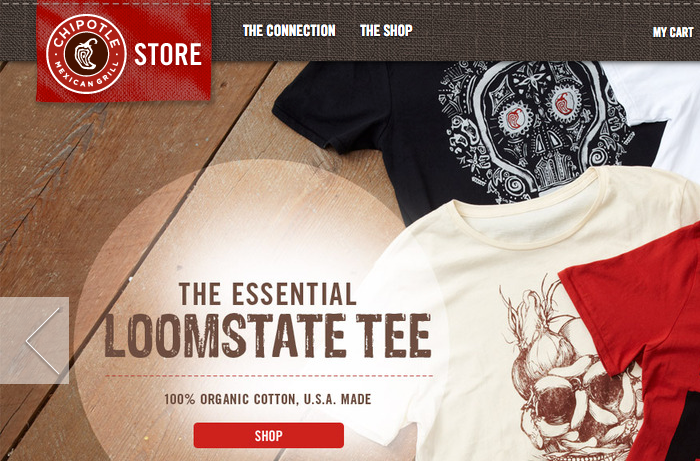 CHIPOTLE
MEXICAN GRILL
STORE
THE CONNECTION
THE SHOP
MY CART
THE ESSENTIAL
LOOMSTATE TEE
100% ORGANIC COTTON, U.S.A. MADE
SHOP